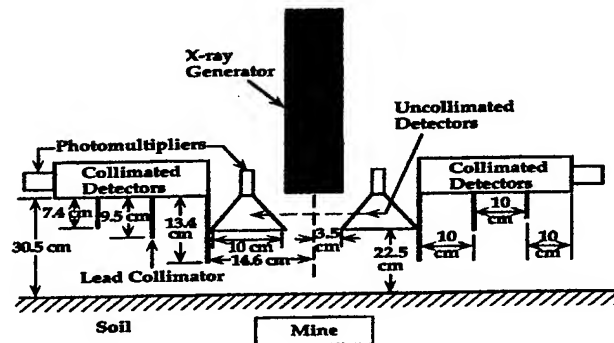 X-ray
Generator
Uncollimated
Detectors
Photomultipliers
Collimated
Detectors
Collimated
Detectors
7.4 cm
9.5 cm
13.4
cm
30.5 cm
10 cm
3.5
cm
14.6 cm
22.5
cm
10
cm
10
cm
10
cm
Lead Collimator
Soil
Mine